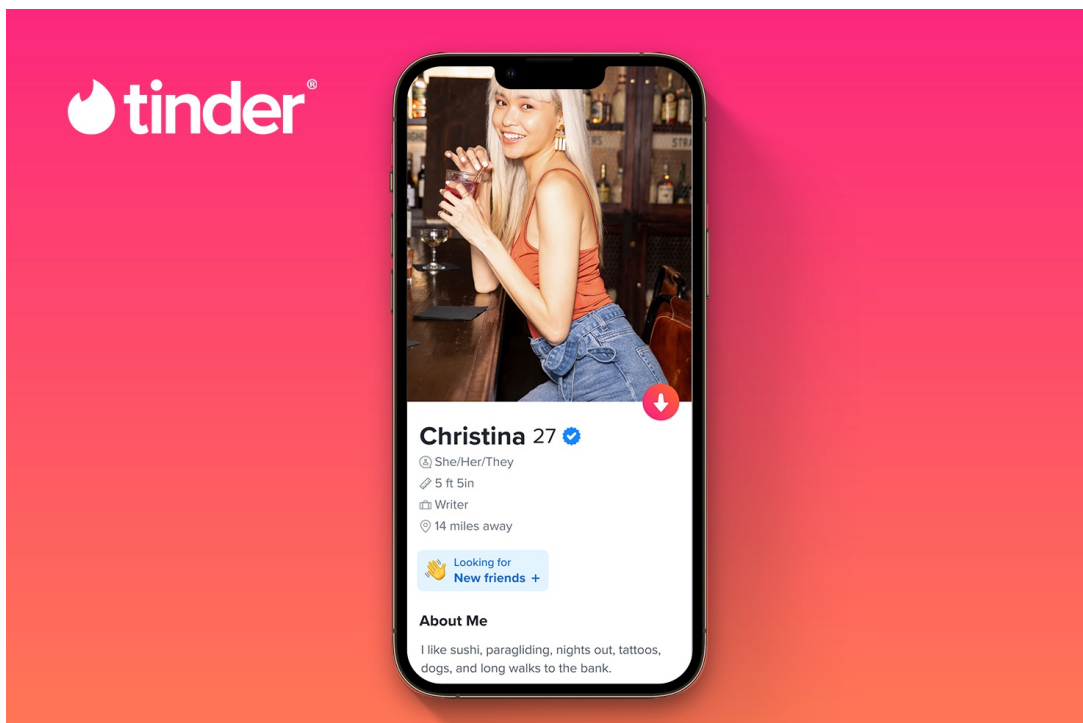 tinder®
Christina 27
She/Her/They
5 ft 5in
Writer
14 miles away
Looking for
New friends +
About Me
I like sushi, paragliding, nights out, tattoos,
dogs, and long walks to the bank.